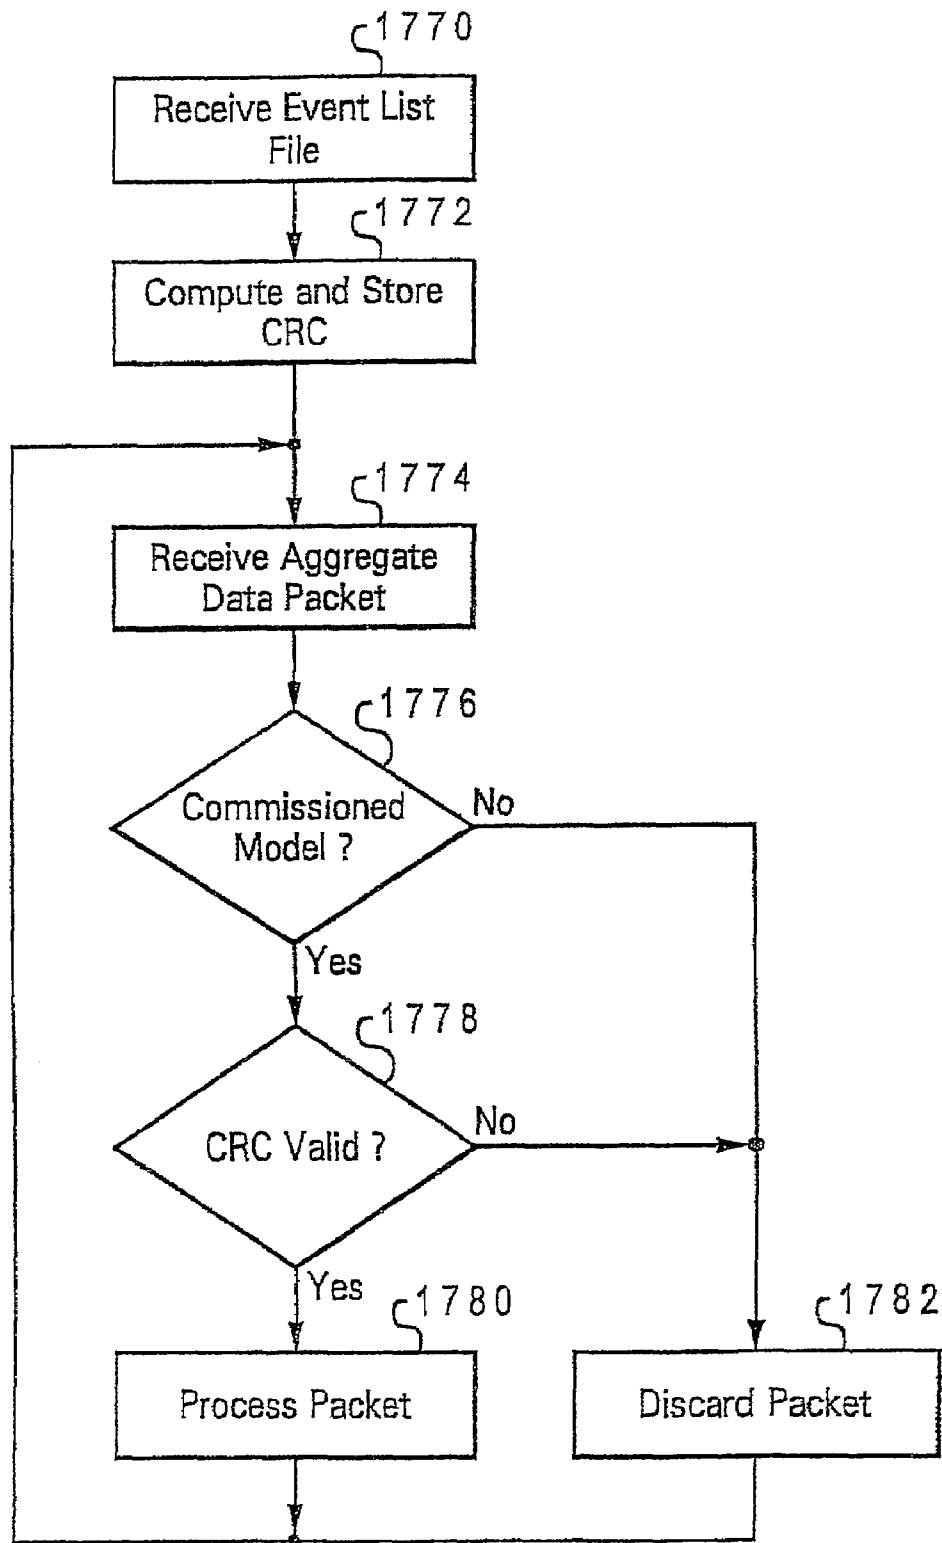 1770
Receive Event List
File
1772
Compute and Store
CRC
1774
Receive Aggregate
Data Packet
1776
Commissioned
Model ?
No
Yes
1778
CRC Valid ?
No
Yes
1780
Process Packet
1782
Discard Packet